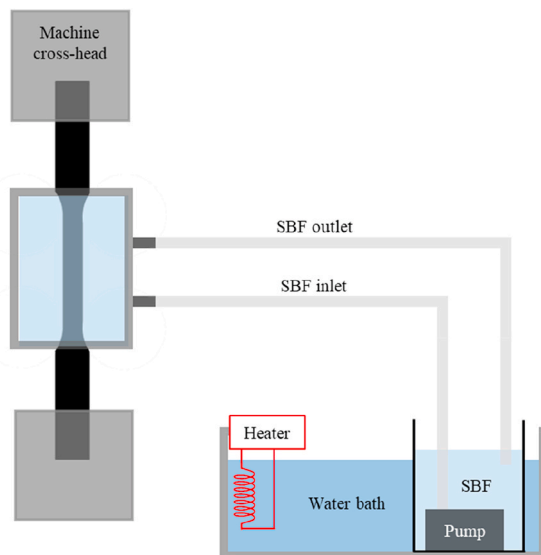 Machine
cross-head
SBF outlet
SBF inlet
Heater
Water bath
SBF
Pump